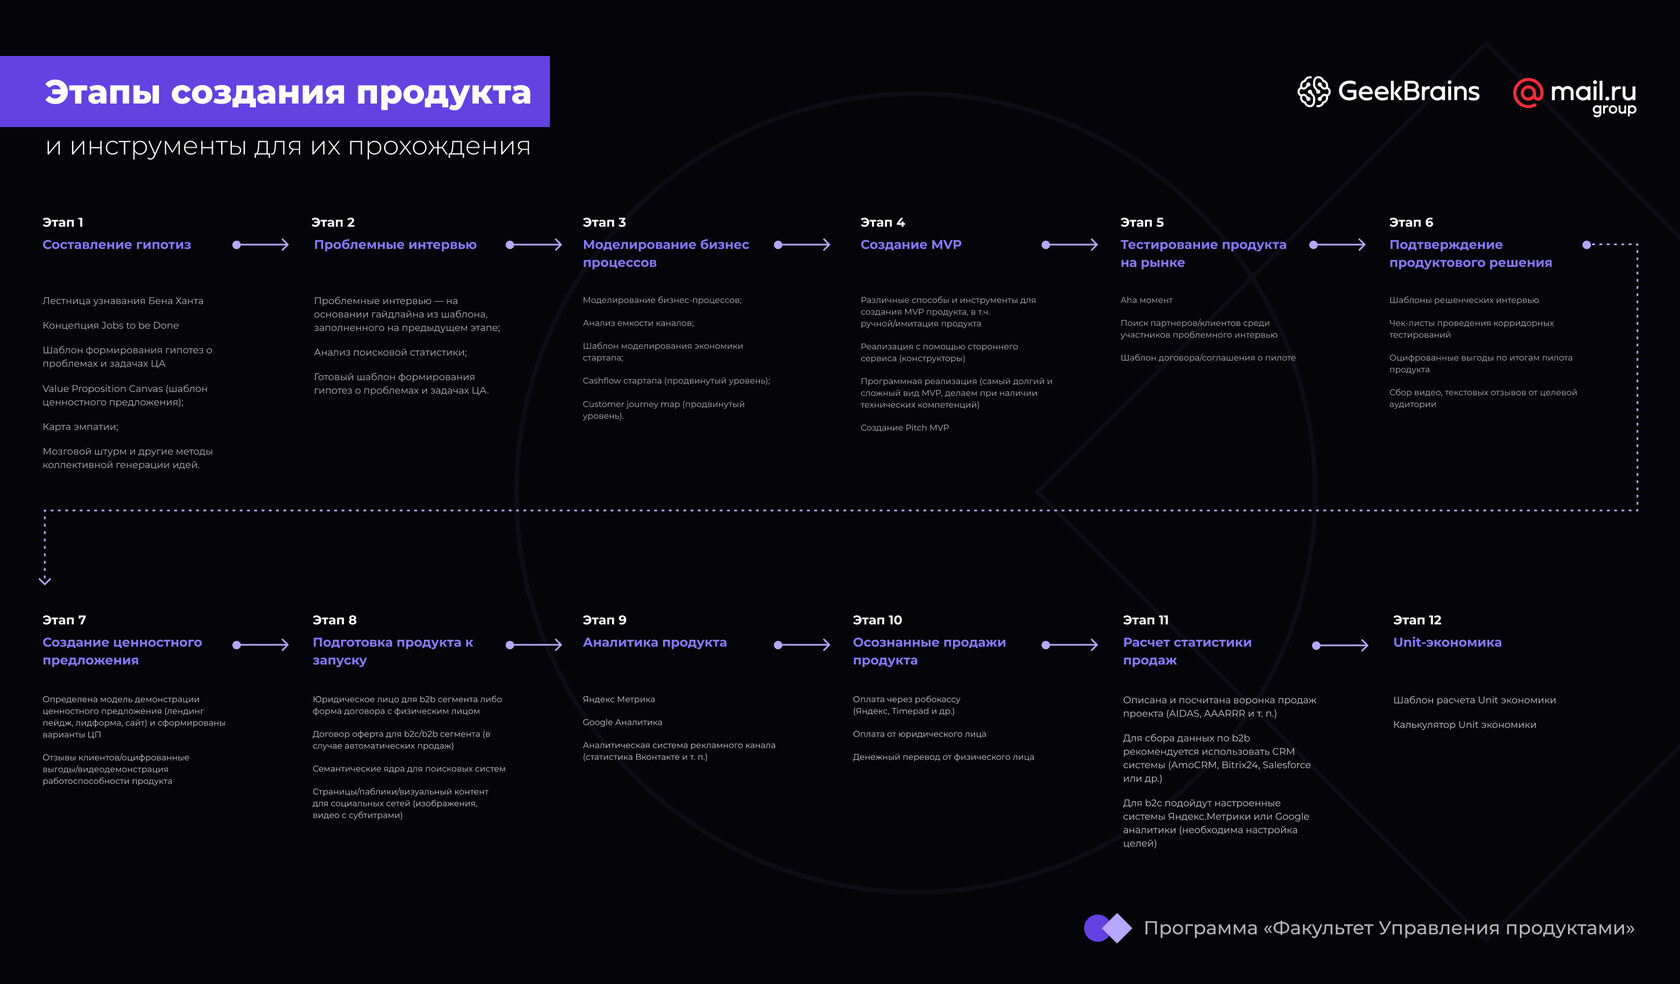 Этапы создания продукта
и инструменты для их прохождения
GeekBrains
@mail.ru
group
Этап 1
Составление гипотиз
Лестница узнавания Бена Ханта
Концепция Jobs to be Done
Шаблон формирования гипотез о
проблемах и задачах ЦА
Value Proposition Canvas (шаблон
ценностного предложения);
Карта эмпатии;
Мозговой штурм и другие методы
коллективной генерации идей.
Этап 2
Проблемные интервью
Проблемные интервью — на
основании гайдлайна из шаблона,
заполненного на предыдущем этапе;
Анализ поисковой статистики;
Готовый шаблон формирования
гипотез о проблемах и задачах ЦА.
Этап 3
Моделирование бизнес
процессов
Моделирование бизнес-процессов;
Анализ емкости каналов;
Шаблон моделирования экономики
стартапа;
Cashflow стартапа (продвинутый уровень);
Customer journey map (продвинутый
уровень).
Этап 4
Создание MVP
Различные способы и инструменты для
создания MVP продукта, в т.ч.
ручной/имитация продукта
Реализация с помощью стороннего
сервиса (конструкторы)
Программная реализация (самый долгий и
сложный вид MVP, делаем при наличии
технических компетенций)
Создание Pitch MVP
Этап 5
Тестирование продукта
на рынке
Aha момент
Поиск партнеров/клиентов среди
участников проблемного интервью
Шаблон договора/соглашения о пилоте
Этап 6
Подтверждение
продуктового решения
Шаблоны решенческих интервью
Чек-листы проведения корридорных
тестирований
Оцифрованные выгоды по итогам пилота
продукта
Сбор видео, текстовых отзывов от целевой
аудитории
Этап 7
Создание ценностного
предложения
Определена модель демонстрации
ценностного предложения (лендинг
пейдж, лидформа, сайт) и сформированы
варианты ЦП
Отзывы клиентов/оцифрованные
выгоды/видеодемонстрация
работоспособности продукта
Этап 8
Подготовка продукта к
запуску
Юридическое лицо для b2b сегмента либо
форма договора с физическим лицом
Договор оферта для b2c/b2b сегмента (в
случае автоматических продаж)
Семантические ядра для поисковых систем
Страницы/паблики/визуальный контент
для социальных сетей (изображения,
видео с субтитрами)
Этап 9
Аналитика продукта
Яндекс Метрика
Google Аналитика
Аналитическая система рекламного канала
(статистика Вконтакте и т. п.)
Этап 10
Осознанные продажи
продукта
Оплата через робокассу
(Яндекс, Timepad и др.)
Оплата от юридического лица
Денежный перевод от физического лица
Этап 11
Расчет статистики
продаж
Описана и посчитана воронка продаж
проекта (AIDAS, AAARRR и т. п.)
Для сбора данных по b2b
рекомендуется использовать CRM
системы (AmoCRM, Bitrix24, Salesforce
или др.)
Для b2c подойдут настроенные
системы Яндекс.Метрики или Google
аналитики (необходима настройка
целей)
Этап 12
Unit-экономика
Шаблон расчета Unit экономики
Калькулятор Unit экономики
Программа «Факультет Управления продуктами»